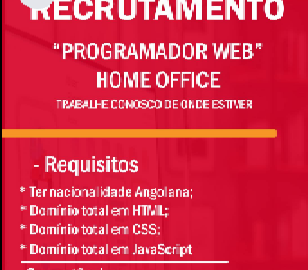 RECRUTAMENTO
"PROGRAMADOR WEB"
HOME OFFICE
TRABALHE CONOSCO DE ONDE ESTIVER
- Requisitos
* Ter nacionalidade Angolana;
* Domínio total em HTML;
* Domínio total em CSS;
* Domínio total em JavaScript